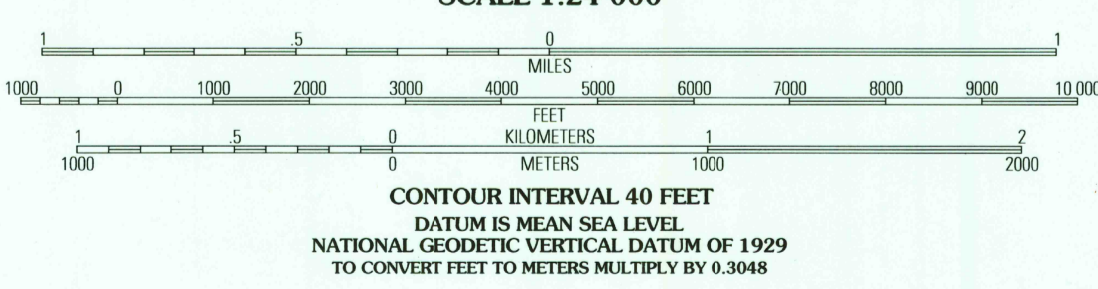 SCALE 1:24 000
1 .5 0 1
MILES
1000 0 1000 2000 3000 4000 5000 6000 7000 8000 9000 10 000
FEET
1 .5 0 KILOMETERS 1 2
1000 0 METERS 1000 2000
CONTOUR INTERVAL 40 FEET
DATUM IS MEAN SEA LEVEL
NATIONAL GEODETIC VERTICAL DATUM OF 1929
TO CONVERT FEET TO METERS MULTIPLY BY 0.3048